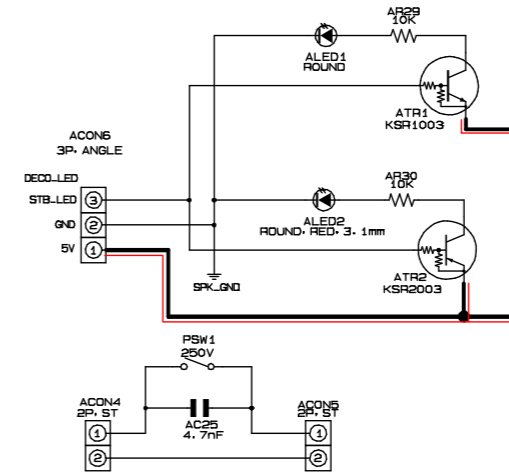 AR29
10K
ALED1
ROUND
ATR1
KSR1003
ACON6
3P. ANGLE
DECO_LED
STB_LED 3
GND 2
5V 1
AR30
10K
ALED2
ROUND, RED, 3. 1mm
ATR2
KSR2003
SPK_GND
PSW1
250V
ACON4
2P. ST
ACON5
2P. ST
AC25
4. 7nF
1 1
2 2